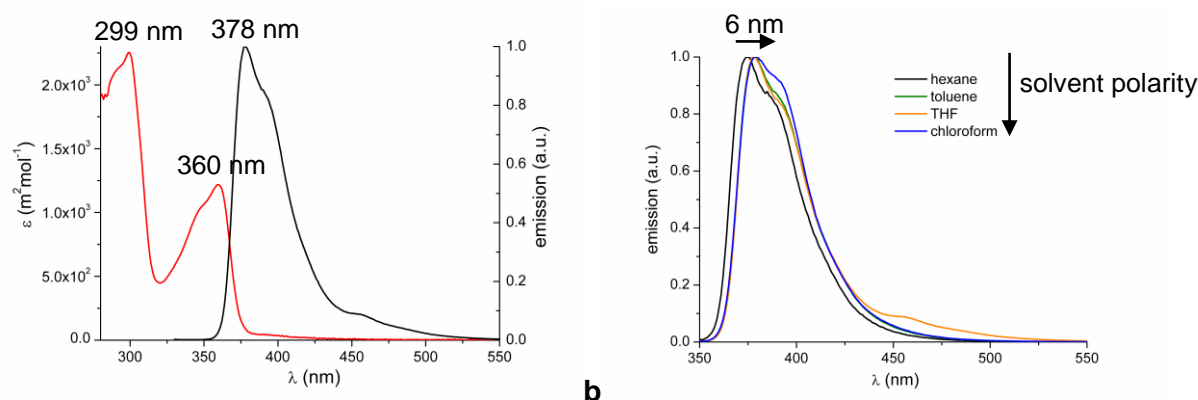 299 nm
378 nm
360 nm
2.0x10³
1.5x10³
1.0x10³
5.0x10²
0.0
ε (m²mol⁻¹)
1.0
0.8
0.6
0.4
0.2
0.0
emission (a.u.)
300
350
400
450
500
550
λ (nm)
b
6 nm
1.0
0.8
0.6
0.4
0.2
0.0
emission (a.u.)
hexane
toluene
THF
chloroform
solvent polarity
350
400
450
500
550
λ (nm)